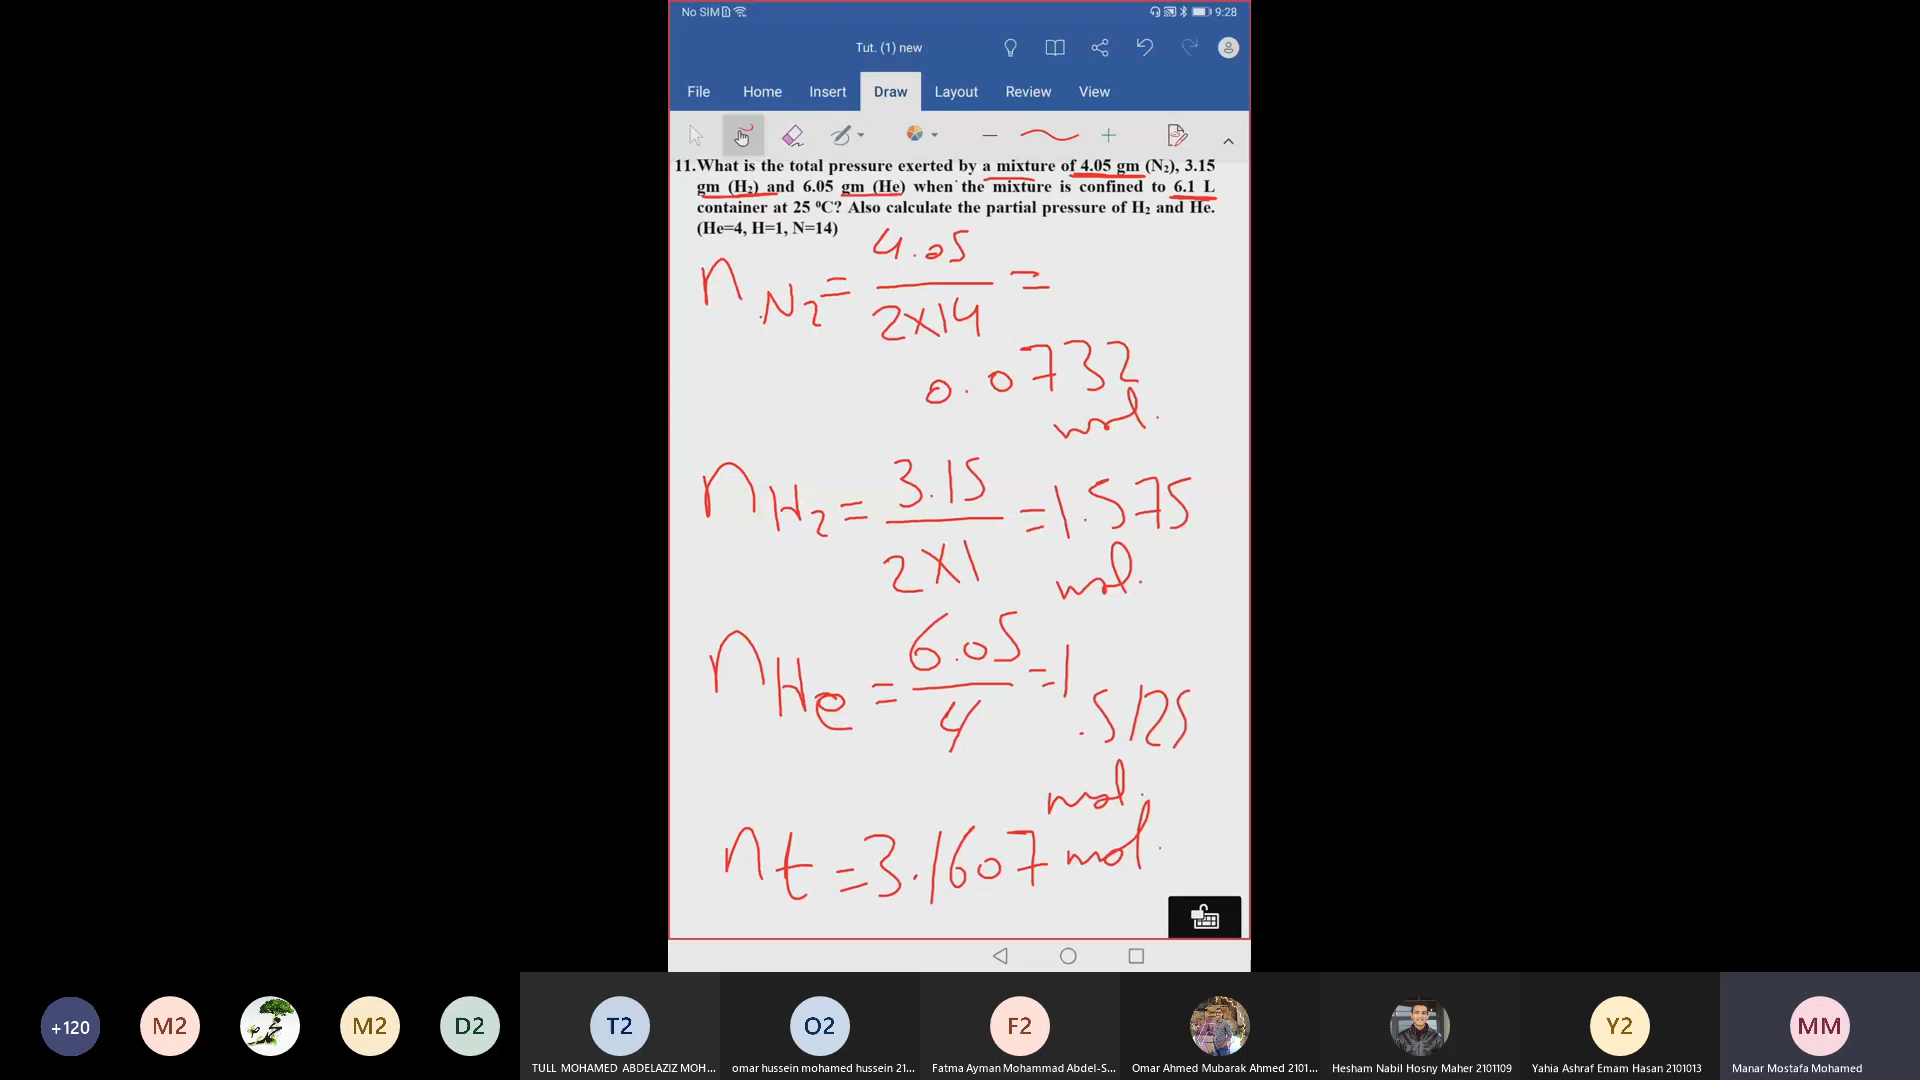 No SIM
9:28
Tut. (1) new
File Home Insert Draw Layout Review View
11.What is the total pressure exerted by a mixture of 4.05 gm (N₂), 3.15
gm (H₂) and 6.05 gm (He) when the mixture is confined to 6.1 L
container at 25 ⁰C? Also calculate the partial pressure of H₂ and He.
(He=4, H=1, N=14)
n N₂ = 4.05 / 2×14 =
0.0732
mol.
n H₂ = 3.15 / 2×1 = 1.575
mol.
n He = 6.05 / 4 = 1
.5125
mol.
nt = 3.1607 mol.
+120 M2 M2 D2 T2 O2 F2 Y2 MM
TULL MOHAMED ABDELAZIZ MOH... omar hussein mohamed hussein 21... Fatma Ayman Mohammad Abdel-S... Omar Ahmed Mubarak Ahmed 2101... Hesham Nabil Hosny Maher 2101109 Yahia Ashraf Emam Hasan 2101013 Manar Mostafa Mohamed